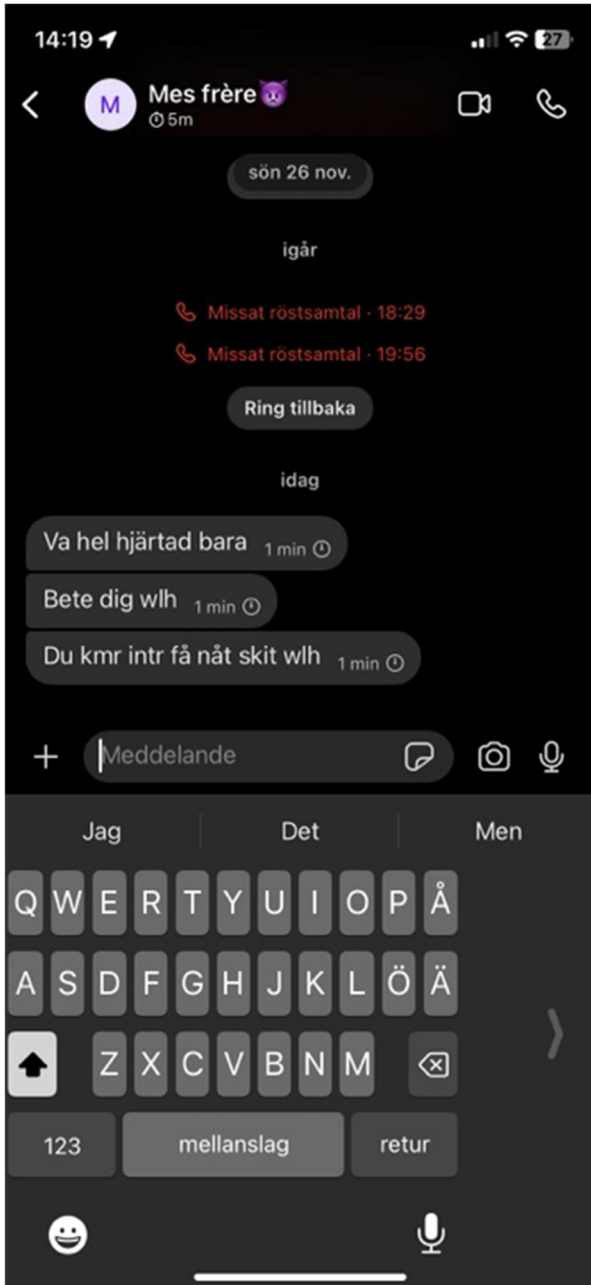 14:19
27
M
Mes frère😈
5m
sön 26 nov.
igår
Missat röstsamtal · 18:29
Missat röstsamtal · 19:56
Ring tillbaka
idag
Va hel hjärtad bara 1 min
Bete dig wlh 1 min
Du kmr intr få nåt skit wlh 1 min
Meddelande
Jag Det Men
Q W E R T Y U I O P Å
A S D F G H J K L Ö Ä
Z X C V B N M
123 mellanslag retur